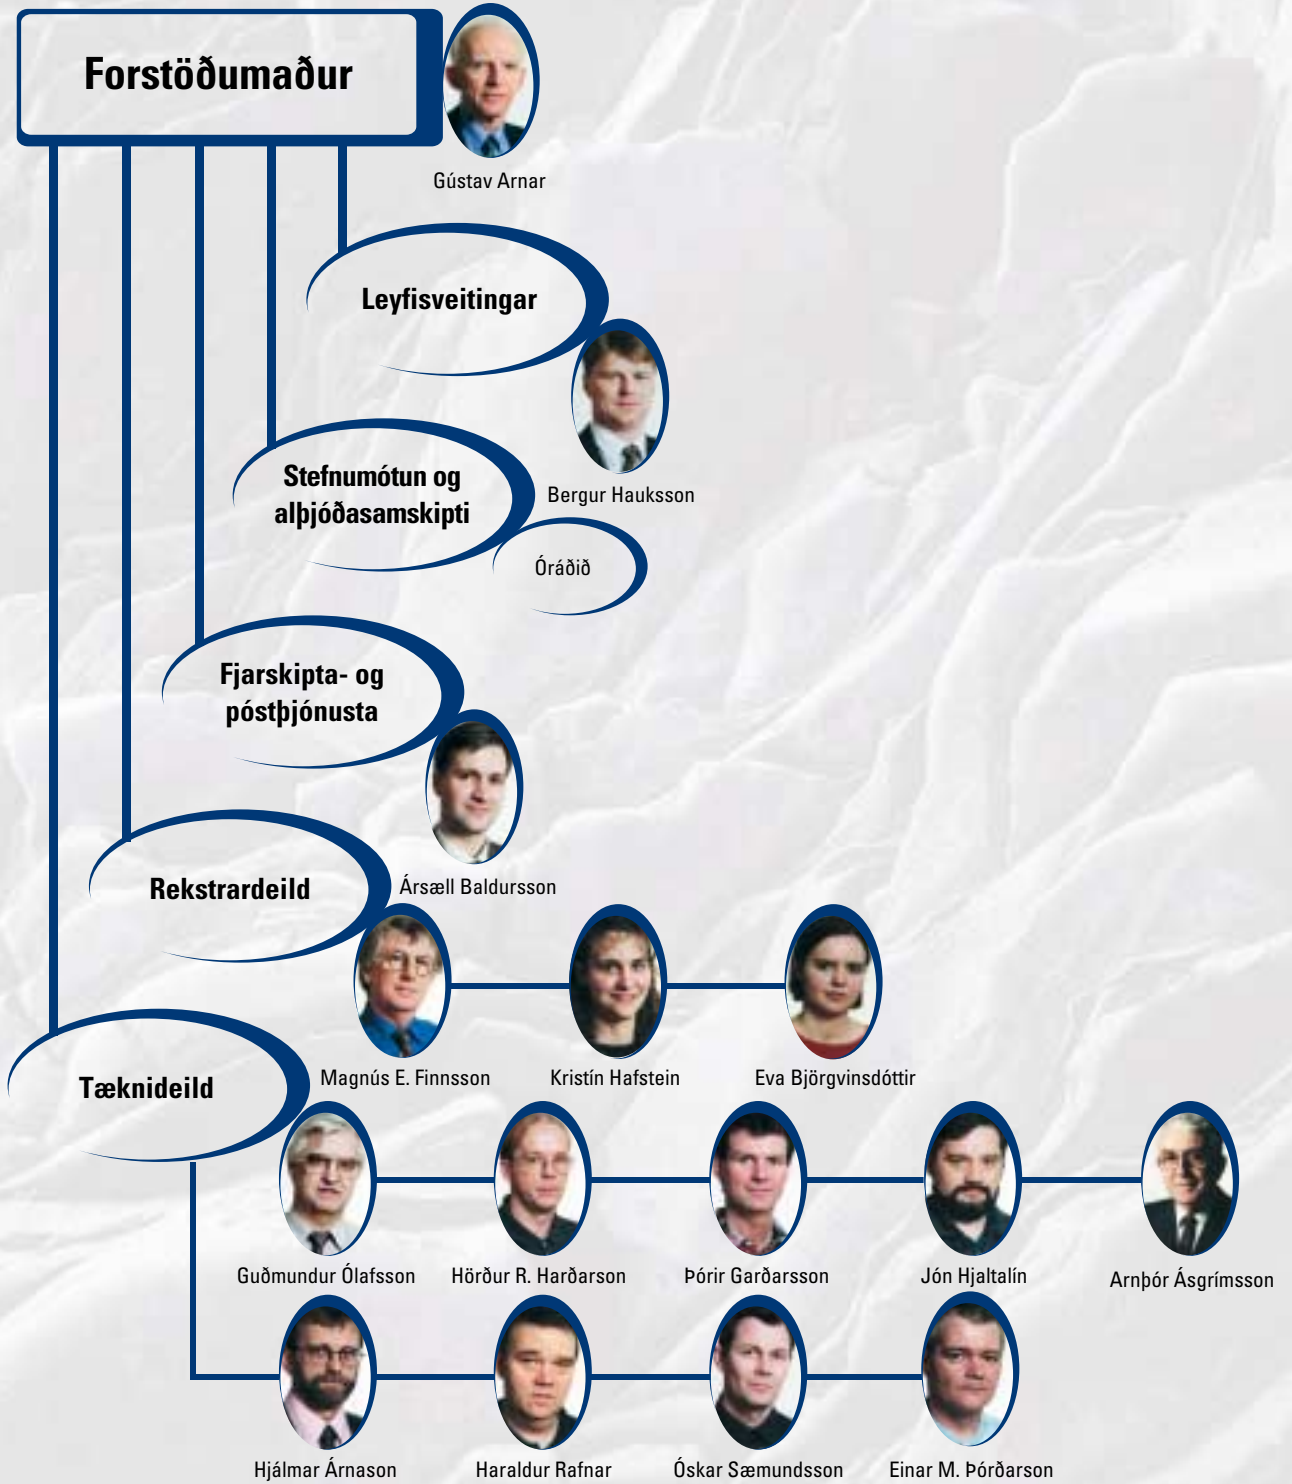 Forstöðumaður
Gústav Arnar
Leyfisveitingar
Bergur Hauksson
Stefnumótun og
alþjóðasamskipti
Óráðið
Fjarskipta- og
póstþjónusta
Ársæll Baldursson
Rekstrardeild
Magnús E. Finnsson
Kristín Hafstein
Eva Björgvinsdóttir
Tæknideild
Guðmundur Ólafsson
Hörður R. Harðarson
Þórir Garðarsson
Jón Hjaltalín
Arnþór Ásgrímsson
Hjálmar Árnason
Haraldur Rafnar
Óskar Sæmundsson
Einar M. Þórðarson